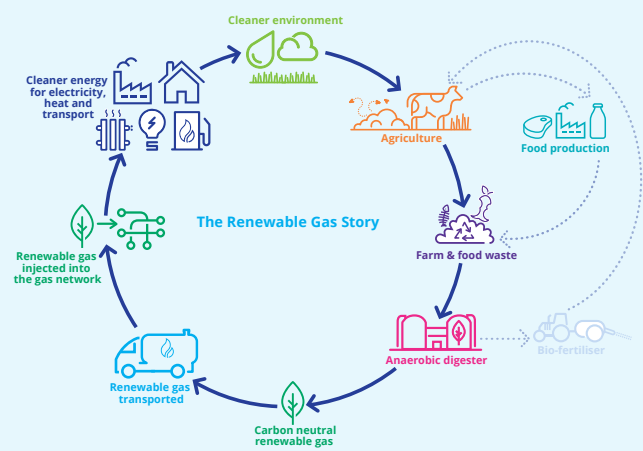 Cleaner environment
Cleaner energy
for electricity,
heat and
transport
Agriculture
Food production
The Renewable Gas Story
Farm & food waste
Renewable gas
injected into
the gas network
Anaerobic digester
Bio-fertiliser
Renewable gas
transported
Carbon neutral
renewable gas